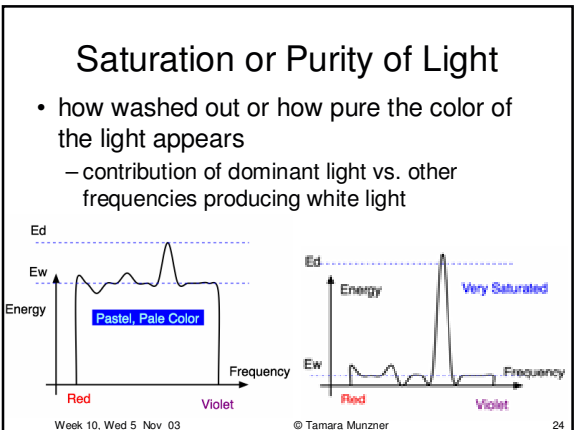 Saturation or Purity of Light
• how washed out or how pure the color of
the light appears
– contribution of dominant light vs. other
frequencies producing white light
Ed
Ew
Energy
Pastel, Pale Color
Frequency
Red
Violet
Ed
Energy
Very Saturated
Ew
Frequency
Red
Violet
Week 10, Wed 5 Nov 03
© Tamara Munzner
24